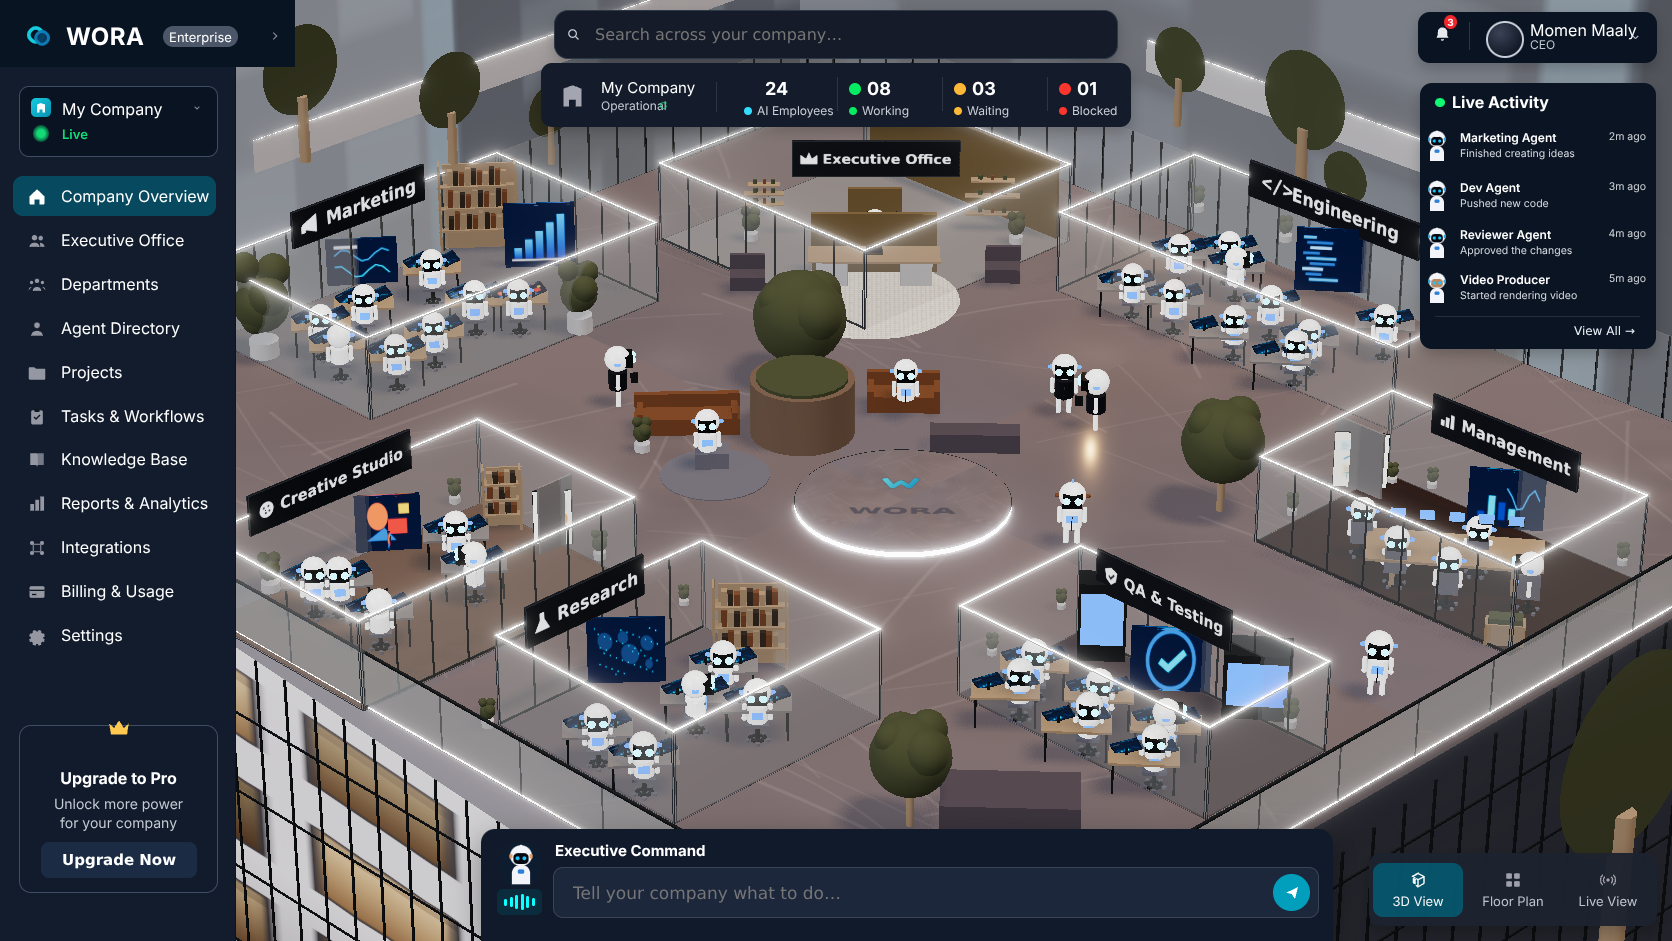 WORA
Enterprise
Search across your company...
3
Momen Maaly
CEO
My Company
Live
My Company
Operational
24
AI Employees
08
Working
03
Waiting
01
Blocked
Live Activity
Marketing Agent
2m ago
Finished creating ideas
Dev Agent
3m ago
Pushed new code
Reviewer Agent
4m ago
Approved the changes
Video Producer
5m ago
Started rendering video
View All →
Company Overview
Executive Office
Departments
Agent Directory
Projects
Tasks & Workflows
Knowledge Base
Reports & Analytics
Integrations
Billing & Usage
Settings
Upgrade to Pro
Unlock more power
for your company
Upgrade Now
Executive Office
Marketing
</>Engineering
Management
Creative Studio
WORA
Research
QA & Testing
Executive Command
Tell your company what to do...
3D View
Floor Plan
Live View